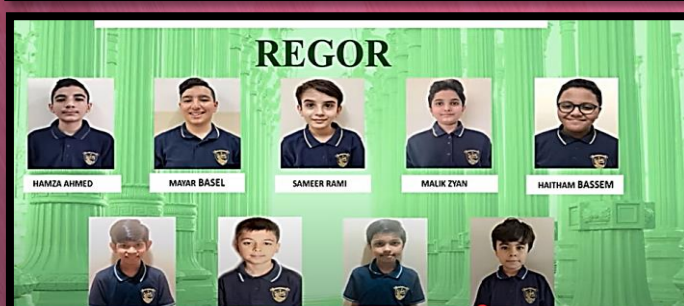 REGOR
HAMZA AHMED
MAYAR BASEL
SAMEER RAMI
MALIK ZYAN
HAITHAM BASSEM